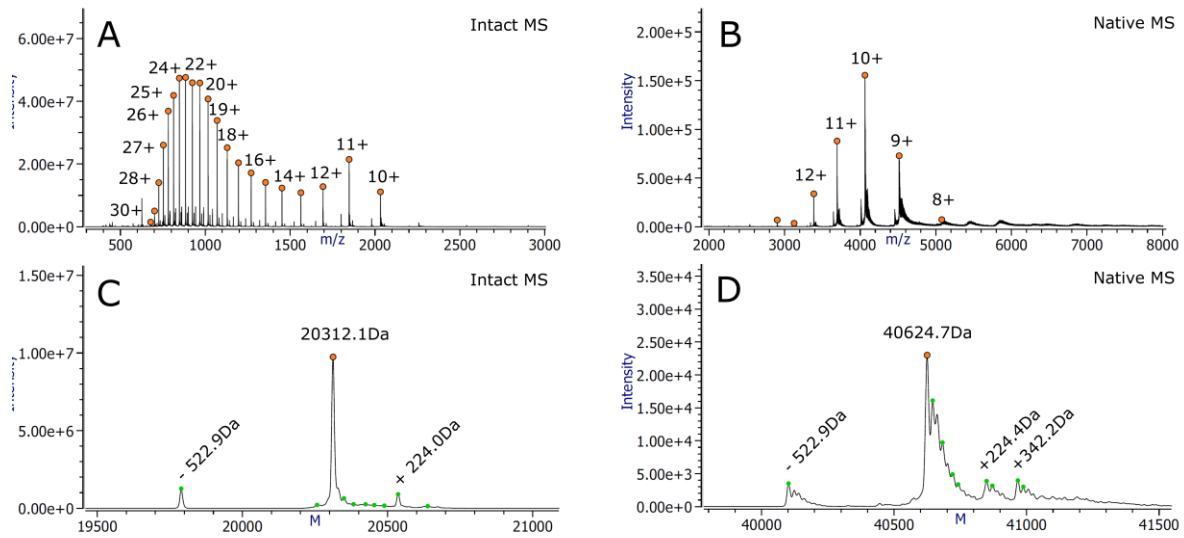 A
Intact MS
6.00e+7
4.00e+7
2.00e+7
0.00e+0
24+
22+
25+
20+
26+
19+
27+
18+
28+
16+
30+
14+
12+
11+
10+
500
1000
1500
2000
2500
3000
m/z
B
Native MS
Intensity
2.00e+5
1.50e+5
1.00e+5
5.00e+4
0.00e+0
10+
11+
9+
12+
8+
2000
3000
4000
5000
6000
7000
8000
m/z
C
Intact MS
1.50e+7
1.00e+7
5.00e+6
0.00e+0
20312.1Da
- 522.9Da
+ 224.0Da
19500
20000
20500
21000
M
D
Native MS
Intensity
3.50e+4
3.00e+4
2.50e+4
2.00e+4
1.50e+4
1.00e+4
5.00e+3
0.00e+0
40624.7Da
- 522.9Da
+224.4Da
+342.2Da
40000
40500
41000
41500
M